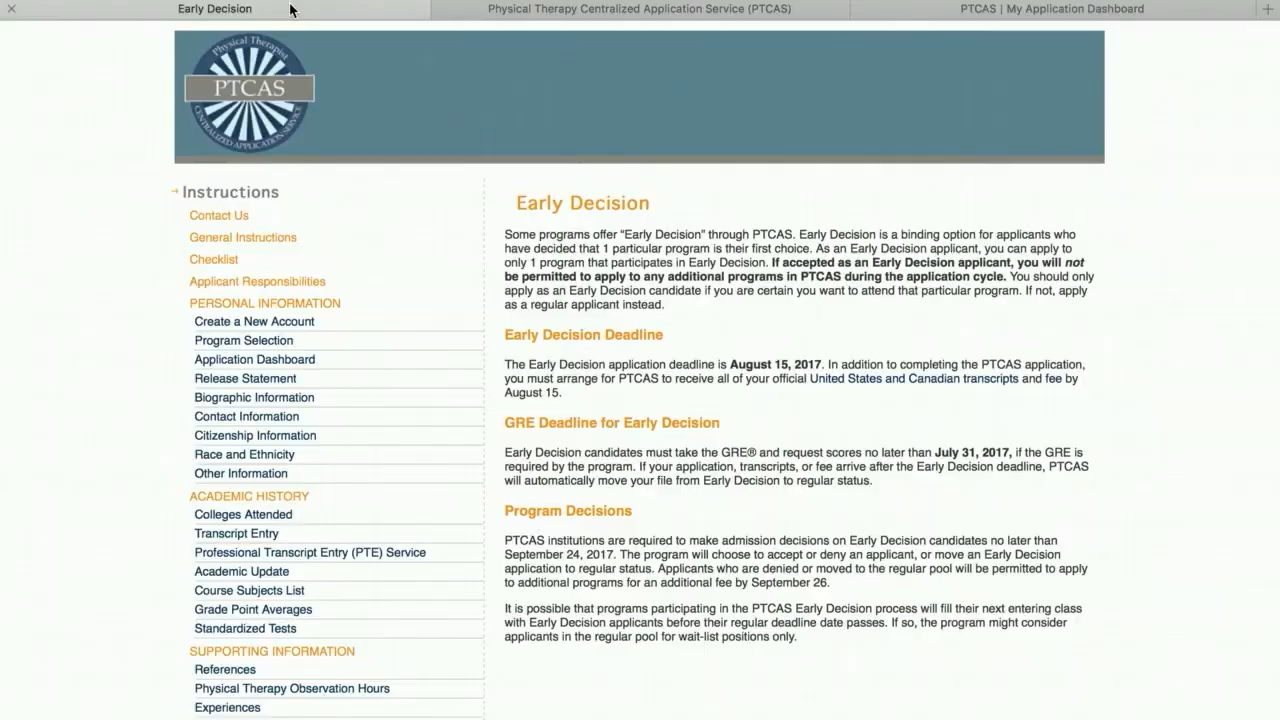 Early Decision
Physical Therapy Centralized Application Service (PTCAS)
PTCAS | My Application Dashboard
Physical Therapist
PTCAS
CENTRALIZED APPLICATION SERVICE
Instructions
Contact Us
General Instructions
Checklist
Applicant Responsibilities
PERSONAL INFORMATION
Create a New Account
Program Selection
Application Dashboard
Release Statement
Biographic Information
Contact Information
Citizenship Information
Race and Ethnicity
Other Information
ACADEMIC HISTORY
Colleges Attended
Transcript Entry
Professional Transcript Entry (PTE) Service
Academic Update
Course Subjects List
Grade Point Averages
Standardized Tests
SUPPORTING INFORMATION
References
Physical Therapy Observation Hours
Experiences
Early Decision
Some programs offer “Early Decision” through PTCAS. Early Decision is a binding option for applicants who
have decided that 1 particular program is their first choice. As an Early Decision applicant, you can apply to
only 1 program that participates in Early Decision. If accepted as an Early Decision applicant, you will not
be permitted to apply to any additional programs in PTCAS during the application cycle. You should only
apply as an Early Decision candidate if you are certain you want to attend that particular program. If not, apply
as a regular applicant instead.
Early Decision Deadline
The Early Decision application deadline is August 15, 2017. In addition to completing the PTCAS application,
you must arrange for PTCAS to receive all of your official United States and Canadian transcripts and fee by
August 15.
GRE Deadline for Early Decision
Early Decision candidates must take the GRE® and request scores no later than July 31, 2017, if the GRE is
required by the program. If your application, transcripts, or fee arrive after the Early Decision deadline, PTCAS
will automatically move your file from Early Decision to regular status.
Program Decisions
PTCAS institutions are required to make admission decisions on Early Decision candidates no later than
September 24, 2017. The program will choose to accept or deny an applicant, or move an Early Decision
application to regular status. Applicants who are denied or moved to the regular pool will be permitted to apply
to additional programs for an additional fee by September 26.
It is possible that programs participating in the PTCAS Early Decision process will fill their next entering class
with Early Decision applicants before their regular deadline date passes. If so, the program might consider
applicants in the regular pool for wait-list positions only.